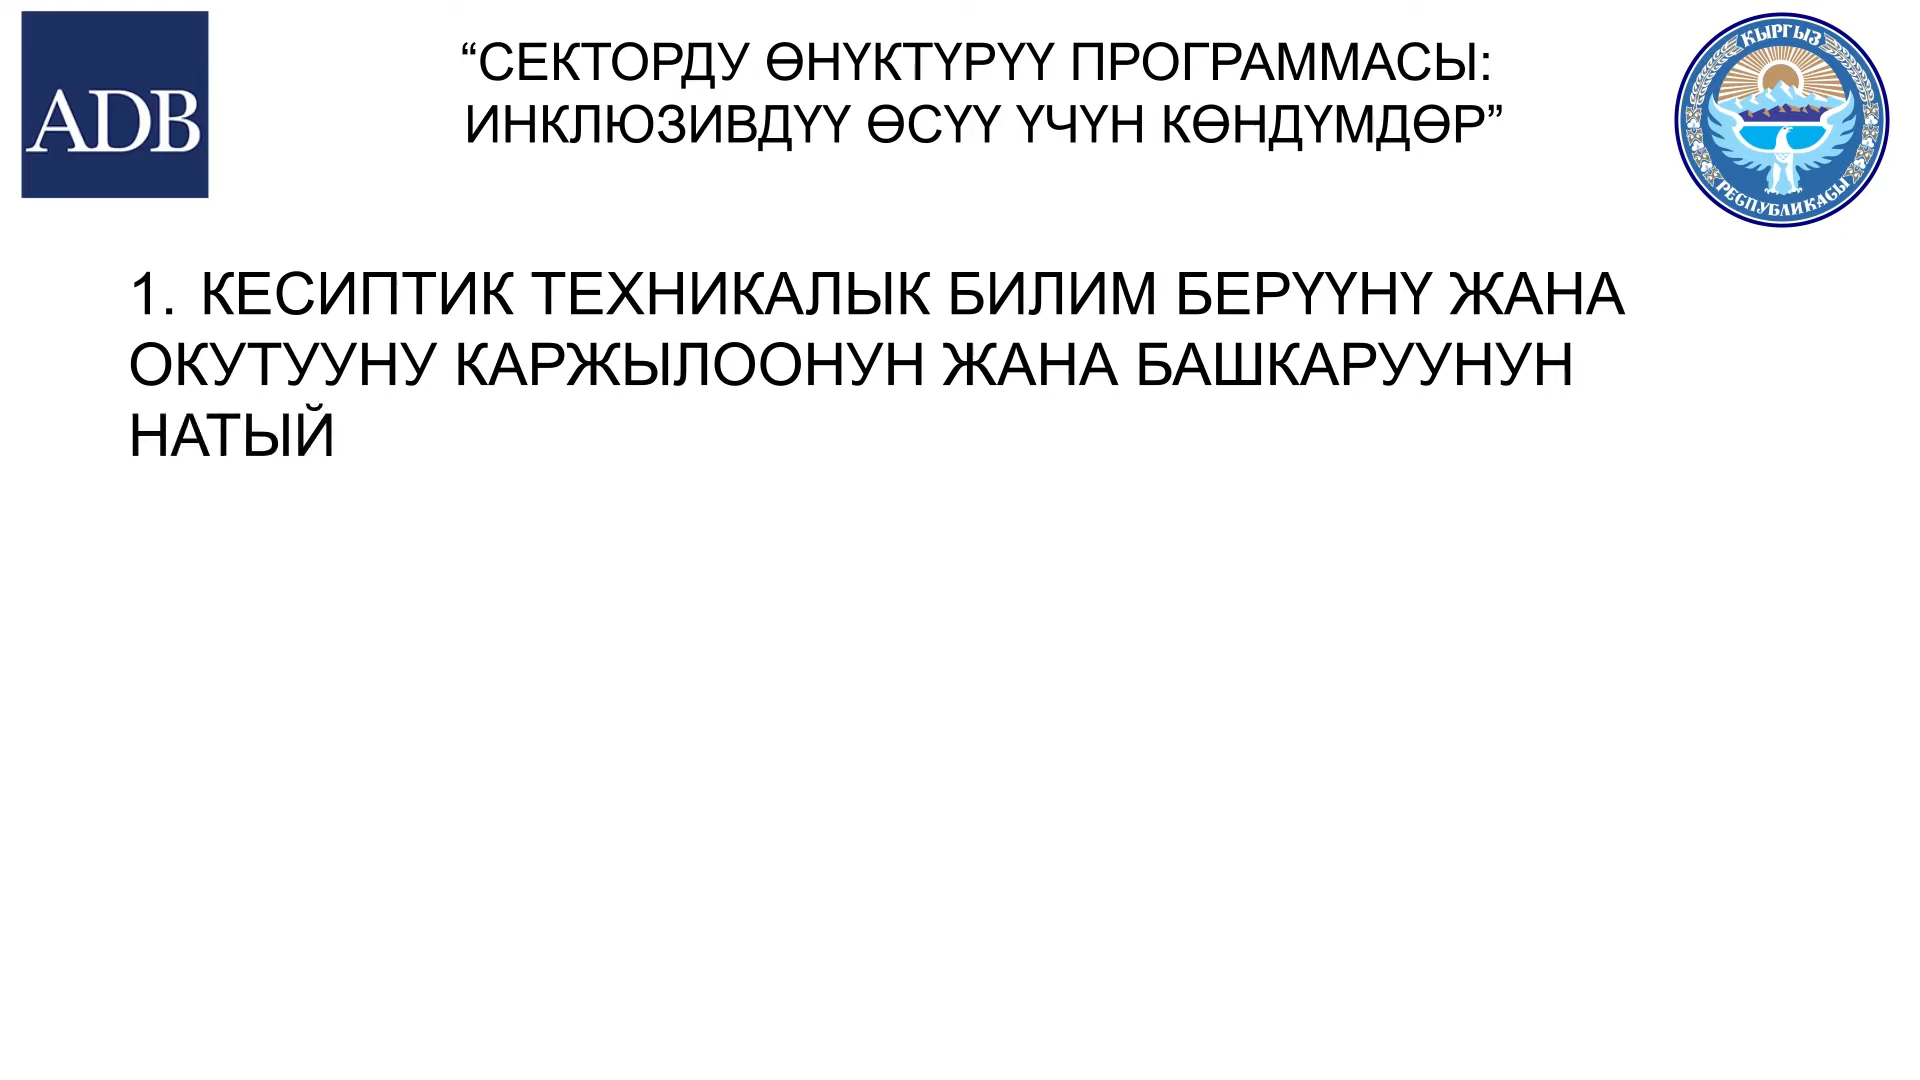 ADB
“СЕКТОРДУ ӨНҮКТҮРҮҮ ПРОГРАММАСЫ:
ИНКЛЮЗИВДҮҮ ӨСҮҮ ҮЧҮН КӨНДҮМДӨР”
КЫРГЫЗ
РЕСПУБЛИКАСЫ
1. КЕСИПТИК ТЕХНИКАЛЫК БИЛИМ БЕРҮҮНҮ ЖАНА
ОКУТУУНУ КАРЖЫЛООНУН ЖАНА БАШКАРУУНУН
НАТЫЙ